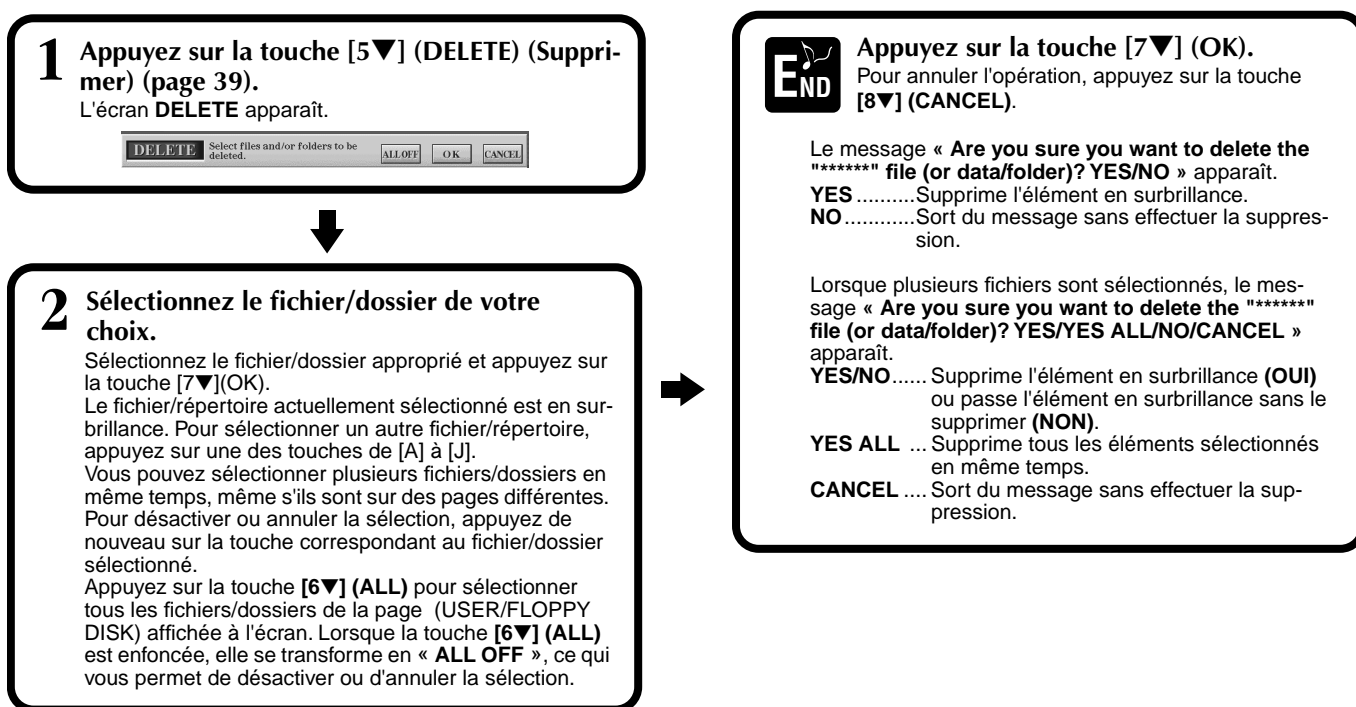 1 Appuyez sur la touche [5▼] (DELETE) (Suppri-
mer) (page 39).
L'écran DELETE apparaît.
DELETE Select files and/or folders to be
deleted. ALL OFF OK CANCEL
2 Sélectionnez le fichier/dossier de votre
choix.
Sélectionnez le fichier/dossier approprié et appuyez sur
la touche [7▼](OK).
Le fichier/répertoire actuellement sélectionné est en sur-
brillance. Pour sélectionner un autre fichier/répertoire,
appuyez sur une des touches de [A] à [J].
Vous pouvez sélectionner plusieurs fichiers/dossiers en
même temps, même s'ils sont sur des pages différentes.
Pour désactiver ou annuler la sélection, appuyez de
nouveau sur la touche correspondant au fichier/dossier
sélectionné.
Appuyez sur la touche [6▼] (ALL) pour sélectionner
tous les fichiers/dossiers de la page (USER/FLOPPY
DISK) affichée à l'écran. Lorsque la touche [6▼] (ALL)
est enfoncée, elle se transforme en « ALL OFF », ce qui
vous permet de désactiver ou d'annuler la sélection.
END Appuyez sur la touche [7▼] (OK).
Pour annuler l'opération, appuyez sur la touche
[8▼] (CANCEL).
Le message « Are you sure you want to delete the
"******" file (or data/folder)? YES/NO » apparaît.
YES ..........Supprime l'élément en surbrillance.
NO ............Sort du message sans effectuer la suppres-
sion.
Lorsque plusieurs fichiers sont sélectionnés, le mes-
sage « Are you sure you want to delete the "******"
file (or data/folder)? YES/YES ALL/NO/CANCEL »
apparaît.
YES/NO...... Supprime l'élément en surbrillance (OUI)
ou passe l'élément en surbrillance sans le
supprimer (NON).
YES ALL ... Supprime tous les éléments sélectionnés
en même temps.
CANCEL .... Sort du message sans effectuer la sup-
pression.